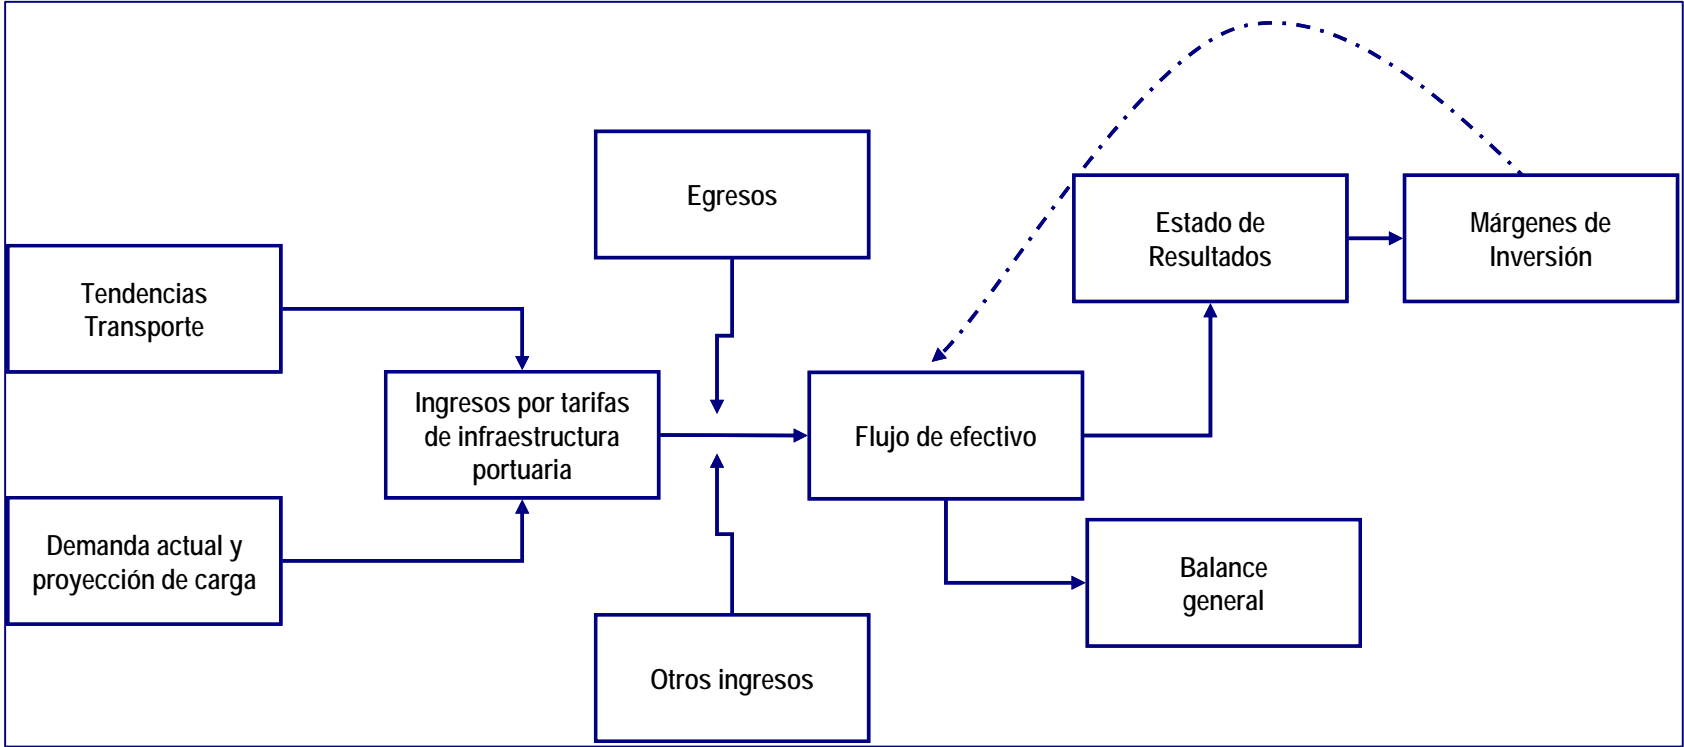 Egresos
Estado de
Resultados
Márgenes de
Inversión
Tendencias
Transporte
Ingresos por tarifas
de infraestructura
portuaria
Flujo de efectivo
Demanda actual y
proyección de carga
Balance
general
Otros ingresos